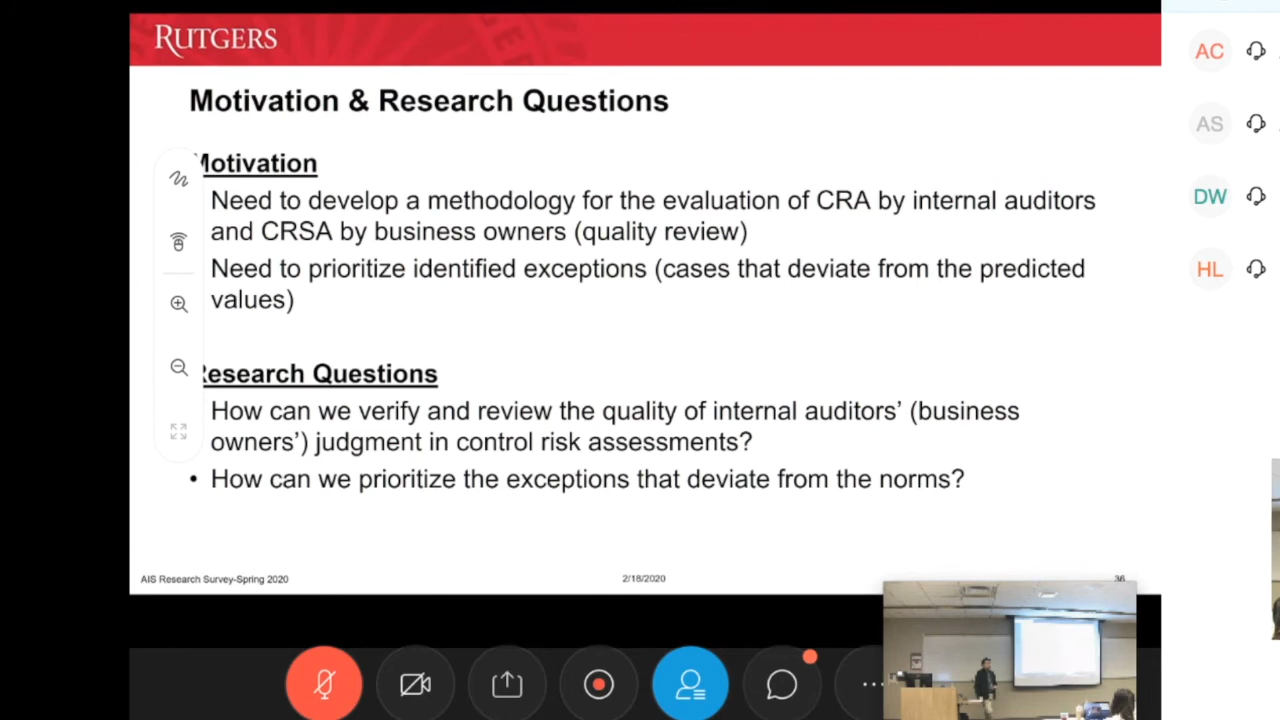 RUTGERS
Motivation & Research Questions
Motivation
Need to develop a methodology for the evaluation of CRA by internal auditors
and CRSA by business owners (quality review)
Need to prioritize identified exceptions (cases that deviate from the predicted
values)
Research Questions
How can we verify and review the quality of internal auditors’ (business
owners’) judgment in control risk assessments?
• How can we prioritize the exceptions that deviate from the norms?
AIS Research Survey-Spring 2020
2/18/2020
36
AC
AS
DW
HL